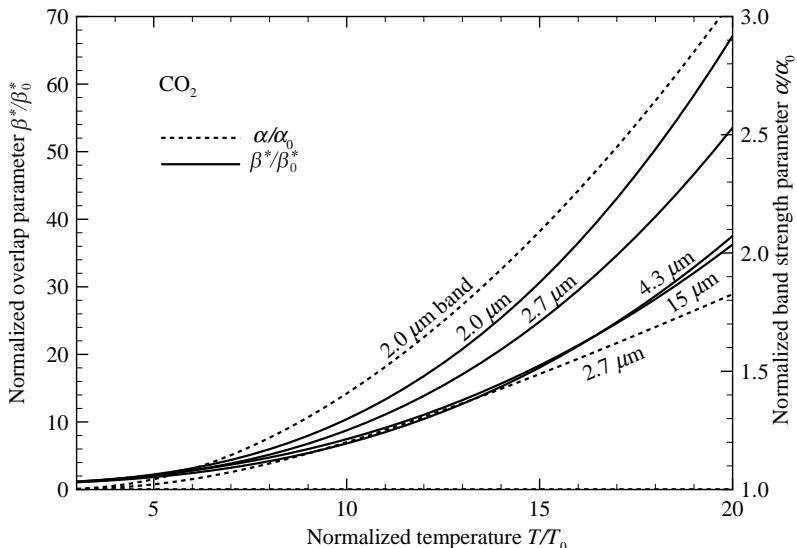 70
60
50
40
30
20
10
0
Normalized overlap parameter β*/β₀*
3.0
2.5
2.0
1.5
1.0
Normalized band strength parameter α/α₀
CO₂
α/α₀
β*/β₀*
2.0 μm band
2.0 μm
2.7 μm
4.3 μm
15 μm
2.7 μm
5
10
15
20
Normalized temperature T/T₀